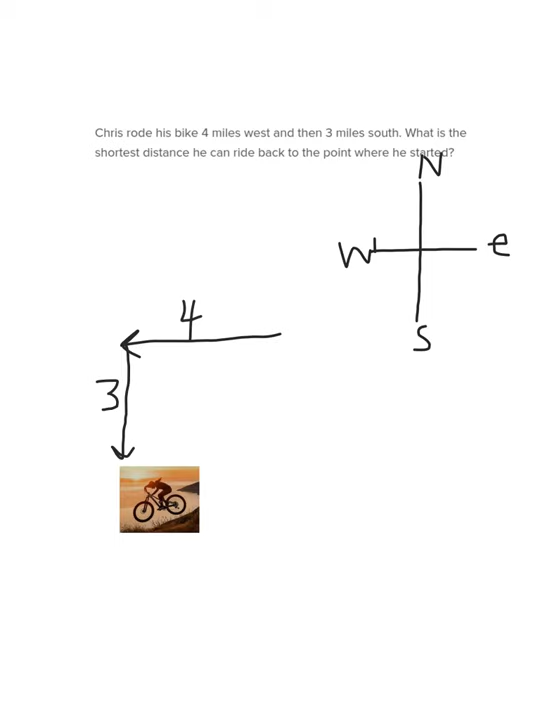 Chris rode his bike 4 miles west and then 3 miles south. What is the
shortest distance he can ride back to the point where he started?
N
W
e
S
4
3